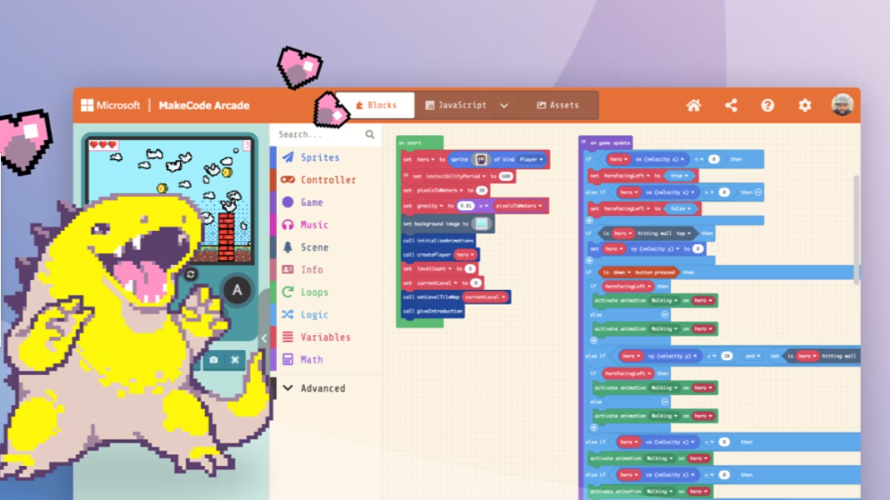 Microsoft | MakeCode Arcade
Blocks
JavaScript
Assets
Search...
Sprites
Controller
Game
Music
Scene
Info
Loops
Logic
Variables
Math
Advanced
A
on start
set hero to sprite of kind Player
set invincibilityPeriod to 600
set pixelsToMeters to 30
set gravity to 9.81 pixelsToMeters
set background image to
call initializeAnimations
call createPlayer hero
set levelCount to
set currentLevel to 0
call setLevelTileMap currentLevel
call giveIntroduction
on game update
if hero vx (velocity x) < 0 then
set heroFacingLeft to true
else if hero vx (velocity x) > 0 then
set heroFacingLeft to false
if is hero hitting wall top then
set hero vy (velocity y) to 0
if is down button pressed then
if heroFacingLeft then
activate animation on hero
else
activate animation on hero
else if hero vy (velocity y) < 20 and not is hero hitting wall
if heroFacingLeft then
activate animation Walking on hero
else
activate animation Walking on hero
else if hero vx (velocity x) < 0 then
activate animation Walking on hero
else if hero vx (velocity x) > 0 then
activate animation Walking on hero